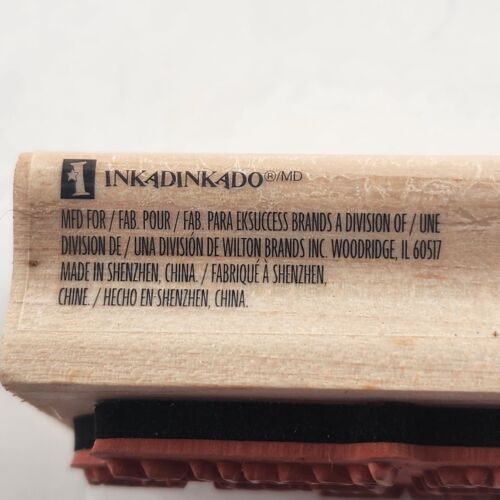 INKADINKADO®/MD
MFD FOR / FAB. POUR / FAB. PARA EKSUCCESS BRANDS A DIVISION OF / UNE
DIVISION DE / UNA DIVISIÓN DE WILTON BRANDS INC. WOODRIDGE, IL 60517
MADE IN SHENZHEN, CHINA. / FABRIQUÉ À SHENZHEN,
CHINE. / HECHO EN SHENZHEN, CHINA.